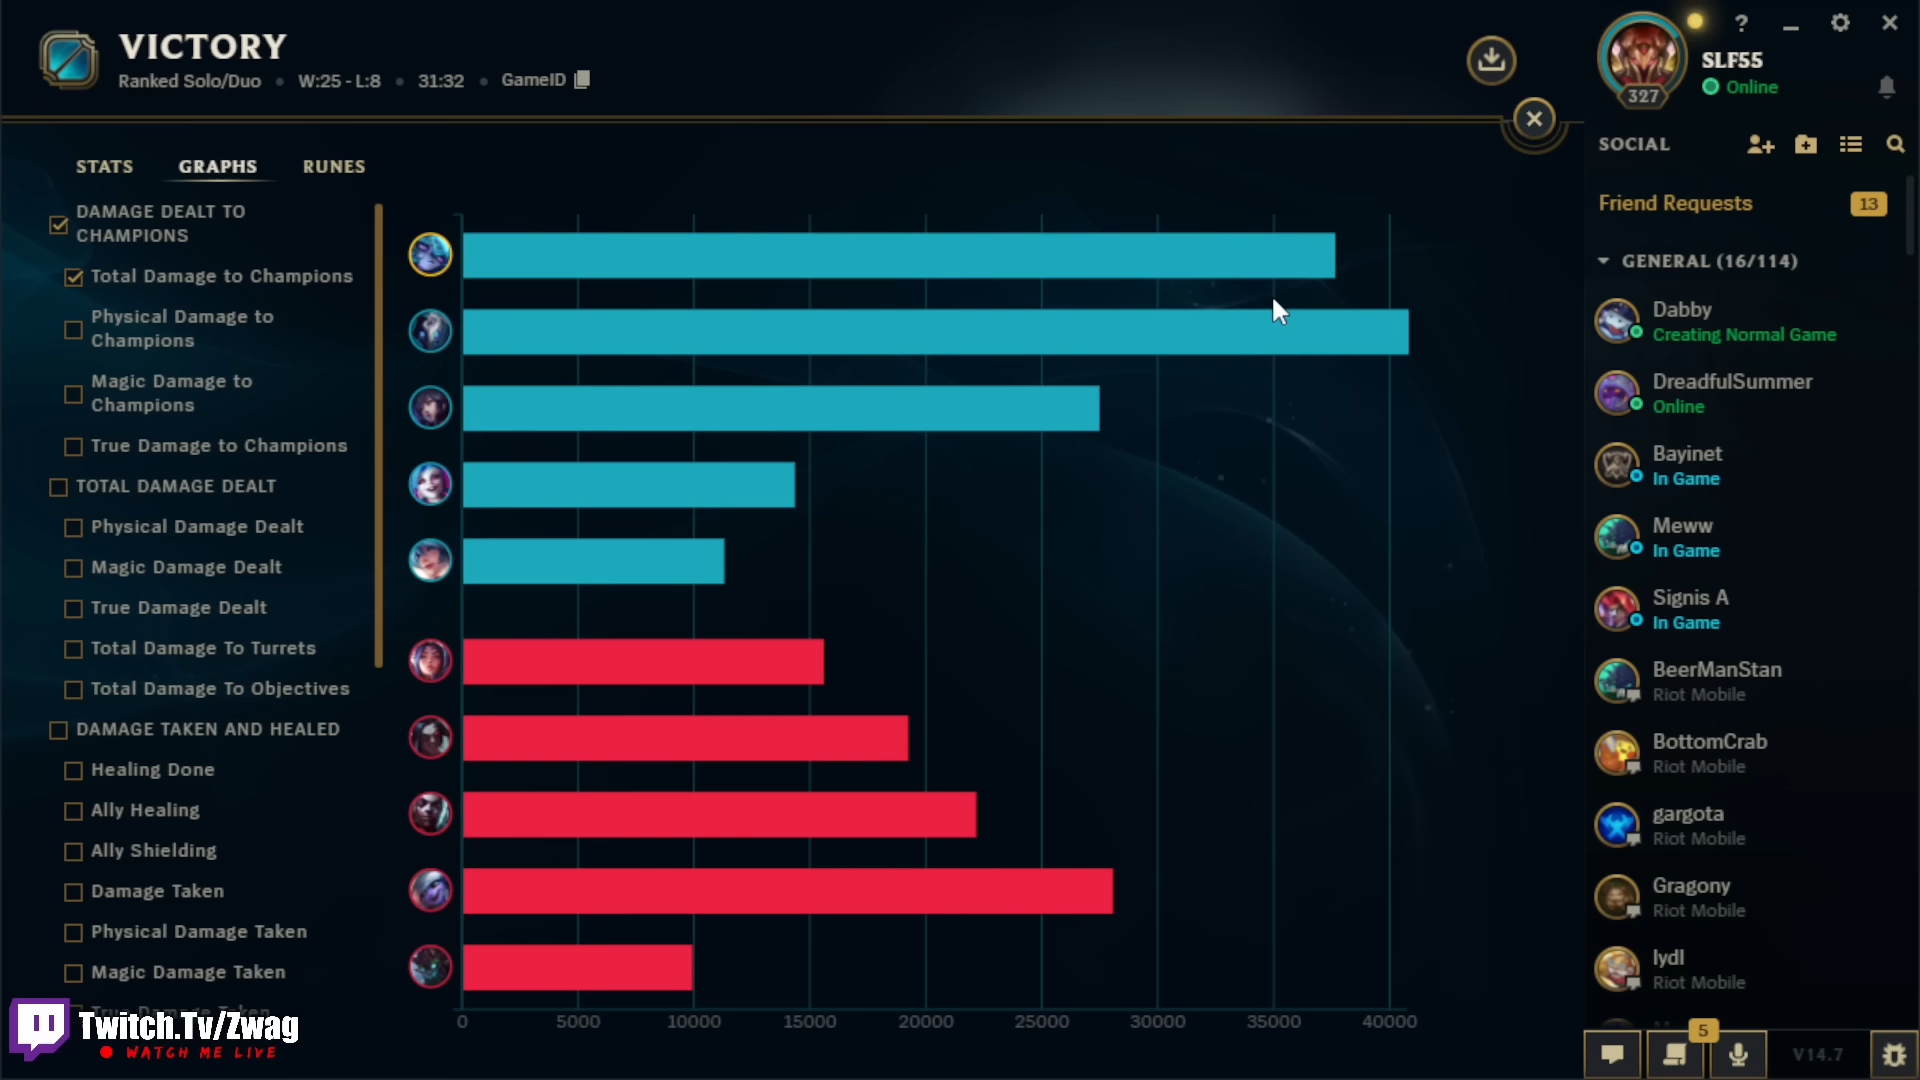 VICTORY
Ranked Solo/Duo • W:25 - L:8 • 31:32 • GameID
?
SLF55
Online
327
SOCIAL
STATS GRAPHS RUNES
DAMAGE DEALT TO
CHAMPIONS
Total Damage to Champions
Physical Damage to
Champions
Magic Damage to
Champions
True Damage to Champions
TOTAL DAMAGE DEALT
Physical Damage Dealt
Magic Damage Dealt
True Damage Dealt
Total Damage To Turrets
Total Damage To Objectives
DAMAGE TAKEN AND HEALED
Healing Done
Ally Healing
Ally Shielding
Damage Taken
Physical Damage Taken
Magic Damage Taken
True Damage Taken
Twitch.Tv/Zwag
WATCH ME LIVE
0 5000 10000 15000 20000 25000 30000 35000 40000
Friend Requests 13
GENERAL (16/114)
Dabby
Creating Normal Game
DreadfulSummer
Online
Bayinet
In Game
Meww
In Game
Signis A
In Game
BeerManStan
Riot Mobile
BottomCrab
Riot Mobile
gargota
Riot Mobile
Gragony
Riot Mobile
lydl
Riot Mobile
5
V14.7